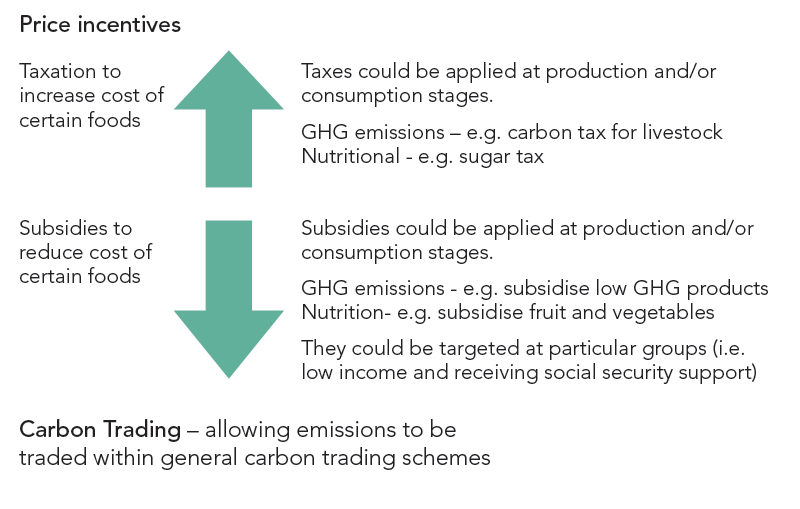 Price incentives
Taxation to
increase cost of
certain foods
Taxes could be applied at production and/or
consumption stages.
GHG emissions – e.g. carbon tax for livestock
Nutritional - e.g. sugar tax
Subsidies to
reduce cost of
certain foods
Subsidies could be applied at production and/or
consumption stages.
GHG emissions - e.g. subsidise low GHG products
Nutrition- e.g. subsidise fruit and vegetables
They could be targeted at particular groups (i.e.
low income and receiving social security support)
Carbon Trading – allowing emissions to be
traded within general carbon trading schemes